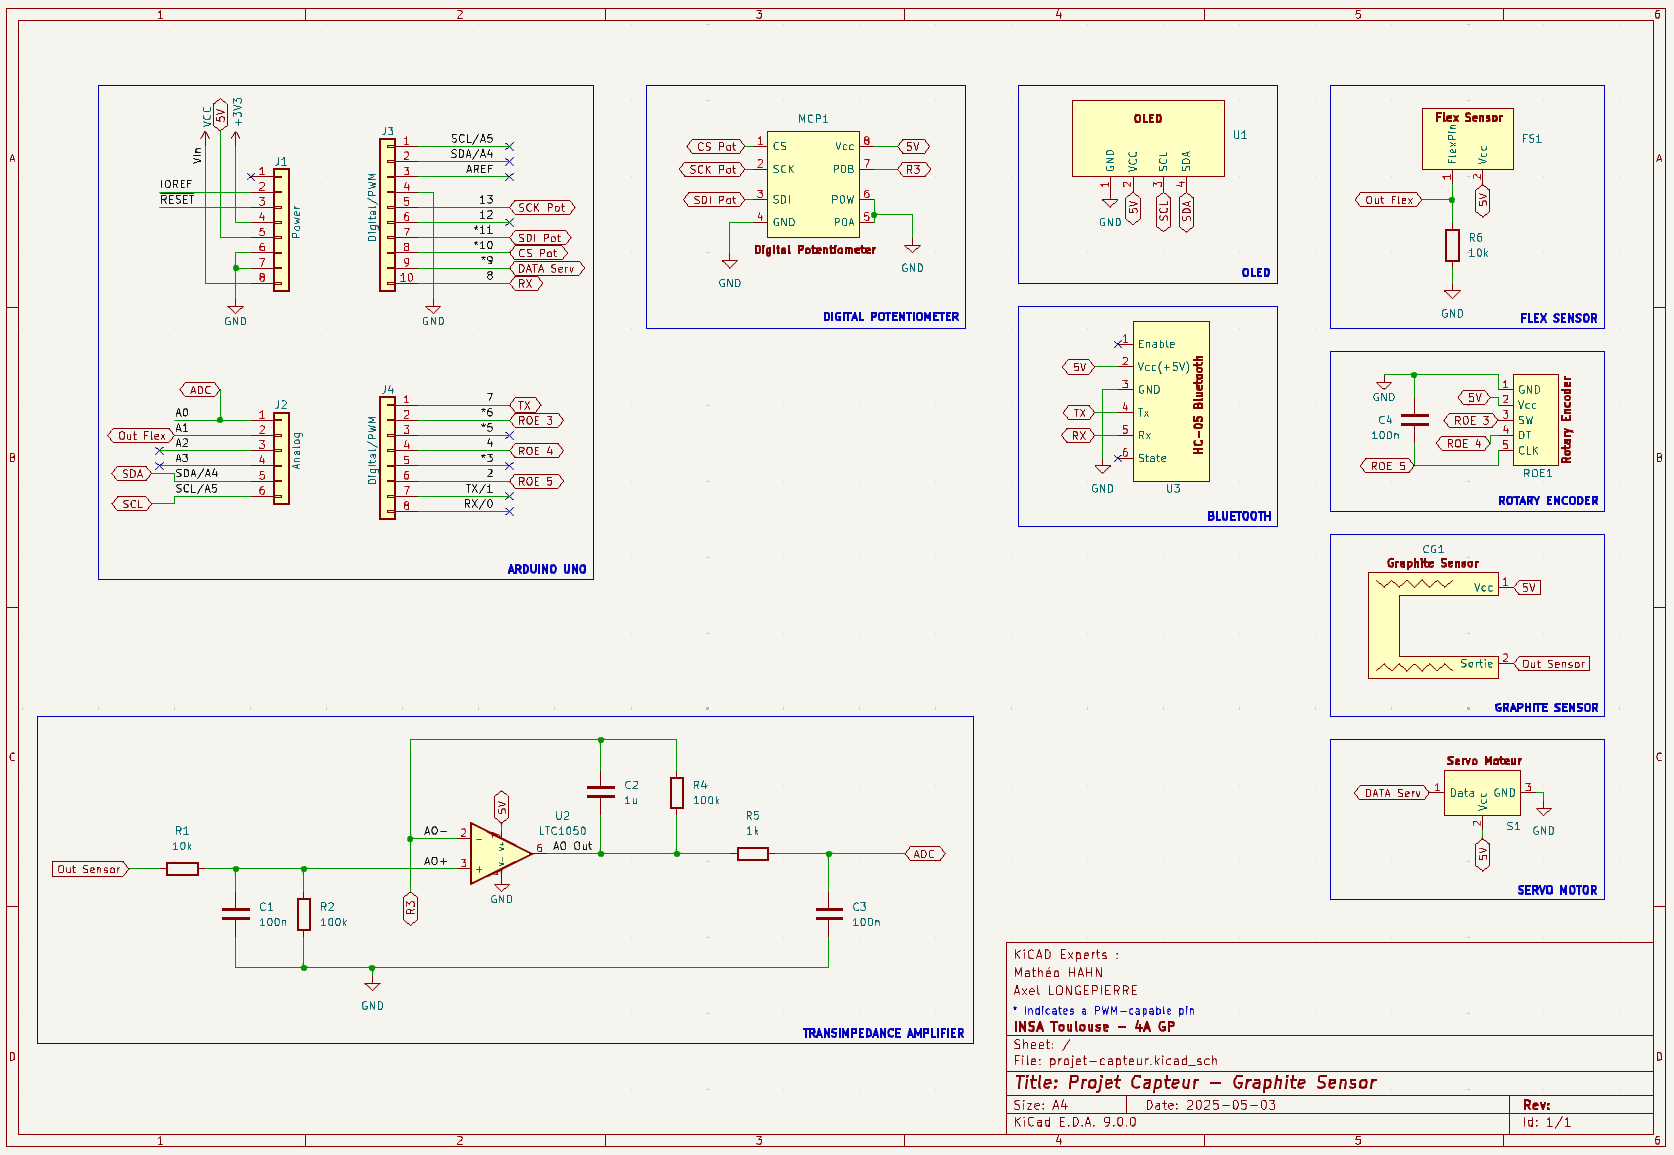 1 2 3 4 5 6
A
B
C
D
VCC
5V
+3V3
Vin
J1
1
2
3
4
5
6
7
8
IOREF
RESET
Power
GND
J3
Digital/PWM
1 SCL/A5
2 SDA/A4
3 AREF
4
5 13 SCK Pot
6 12
7 *11 SDI Pot
8 *10 CS Pot
9 *9 DATA Serv
10 8 RX
GND
ADC
J2
A0 1
Out Flex A1 2
A2 3
A3 4
SDA SDA/A4 5
SCL SCL/A5 6
Analog
J4
Digital/PWM
1 7 TX
2 *6 ROE 3
3 *5
4 4 ROE 4
5 *3
6 2 ROE 5
7 TX/1
8 RX/0
ARDUINO UNO
MCP1
CS Pot 1 CS Vcc 8 5V
SCK Pot 2 SCK POB 7 R3
SDI Pot 3 SDI POW 6
4 GND POA 5
Digital Potentiometer
GND
GND
DIGITAL POTENTIOMETER
OLED
U1
GND VCC SCL SDA
1 2 3 4
GND 5V SCL SDA
OLED
1 Enable
5V 2 Vcc(+5V)
3 GND
TX 4 Tx
RX 5 Rx
6 State
HC-05 Bluetooth
GND
U3
BLUETOOTH
Flex Sensor
FS1
FlexPin Vcc
1 2
Out Flex
5V
R6
10k
GND
FLEX SENSOR
1 GND
5V 2 Vcc
ROE 3 3 SW
ROE 4 4 DT
ROE 5 5 CLK
GND
C4
100n
Rotary Encoder
ROE1
ROTARY ENCODER
CG1
Graphite Sensor
Vcc 1 5V
Sortie 2 Out Sensor
GRAPHITE SENSOR
Servo Moteur
DATA Serv 1 Data Vcc GND 3
2
S1
GND
5V
SERVO MOTOR
Out Sensor
R1
10k
C1
100n
R2
100k
GND
AO-
2
AO+
3
R3
5V
U2
LTC1050
6 AO Out
-
+
V-
V+
GND
C2
1u
R4
100k
R5
1k
C3
100n
ADC
TRANSIMPEDANCE AMPLIFIER
KiCAD Experts :
Mathéo HAHN
Axel LONGEPIERRE
* Indicates a PWM-capable pin
INSA Toulouse - 4A GP
Sheet: /
File: projet-capteur.kicad_sch
Title: Projet Capteur - Graphite Sensor
Size: A4 Date: 2025-05-03 Rev:
KiCad E.D.A. 9.0.0 Id: 1/1
A
B
C
D
1 2 3 4 5 6